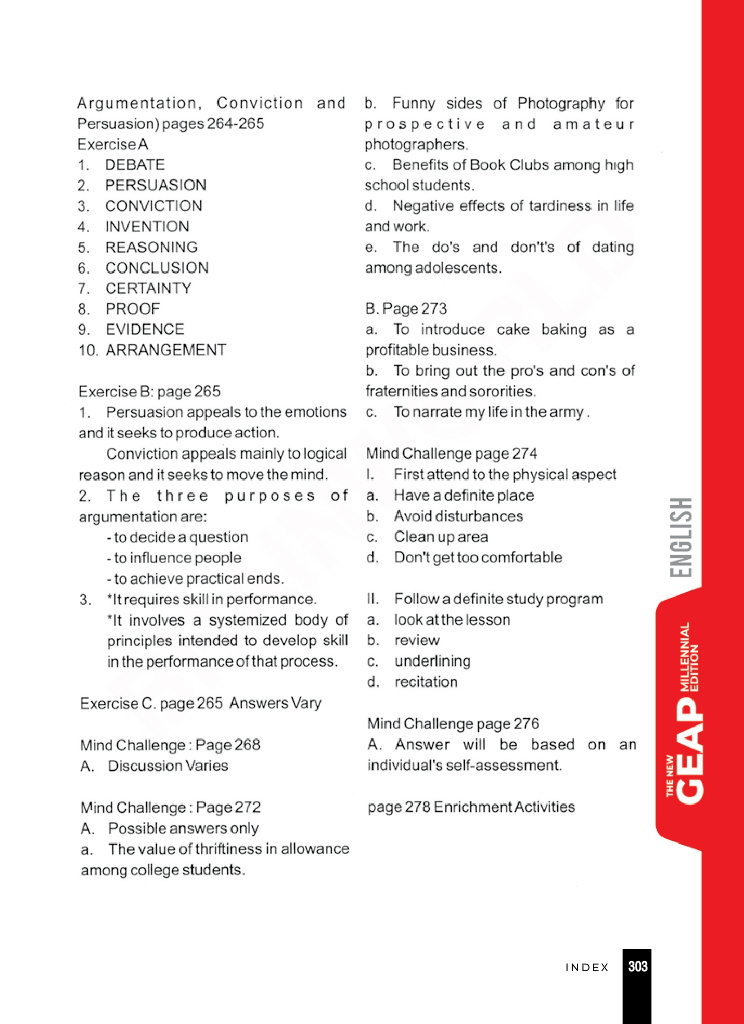 Argumentation, Conviction and
Persuasion) pages 264-265
Exercise A
1. DEBATE
2. PERSUASION
3. CONVICTION
4. INVENTION
5. REASONING
6. CONCLUSION
7. CERTAINTY
8. PROOF
9. EVIDENCE
10. ARRANGEMENT
Exercise B: page 265
1. Persuasion appeals to the emotions
and it seeks to produce action.
Conviction appeals mainly to logical
reason and it seeks to move the mind.
2. The three purposes of
argumentation are:
- to decide a question
- to influence people
- to achieve practical ends.
3. *It requires skill in performance.
*It involves a systemized body of
principles intended to develop skill
in the performance of that process.
Exercise C. page 265 Answers Vary
Mind Challenge : Page 268
A. Discussion Varies
Mind Challenge : Page 272
A. Possible answers only
a. The value of thriftiness in allowance
among college students.
b. Funny sides of Photography for
prospective and amateur
photographers.
c. Benefits of Book Clubs among high
school students.
d. Negative effects of tardiness in life
and work.
e. The do's and don't's of dating
among adolescents.
B. Page 273
a. To introduce cake baking as a
profitable business.
b. To bring out the pro's and con's of
fraternities and sororities.
c. To narrate my life in the army .
Mind Challenge page 274
I. First attend to the physical aspect
a. Have a definite place
b. Avoid disturbances
c. Clean up area
d. Don't get too comfortable
II. Follow a definite study program
a. look at the lesson
b. review
c. underlining
d. recitation
Mind Challenge page 276
A. Answer will be based on an
individual's self-assessment.
page 278 Enrichment Activities
ENGLISH
THE NEW
GEAP
MILLENNIAL
EDITION
INDEX 303